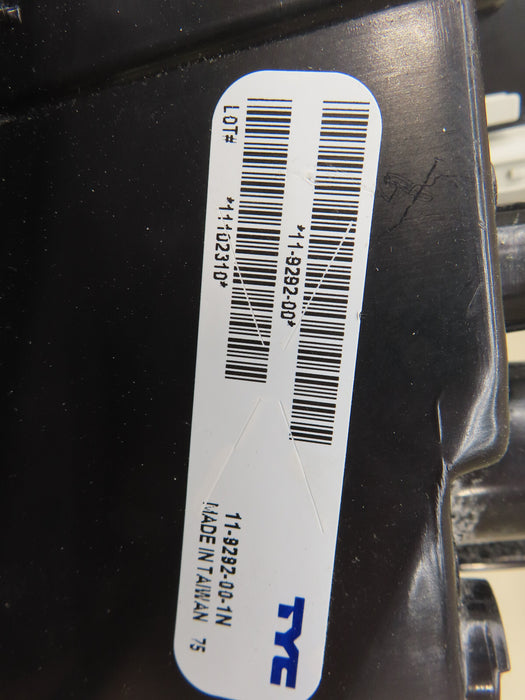 *11-9292-00*
*11102310*
LOT#
TYC
11-9292-00-1N
MADE IN TAIWAN 75